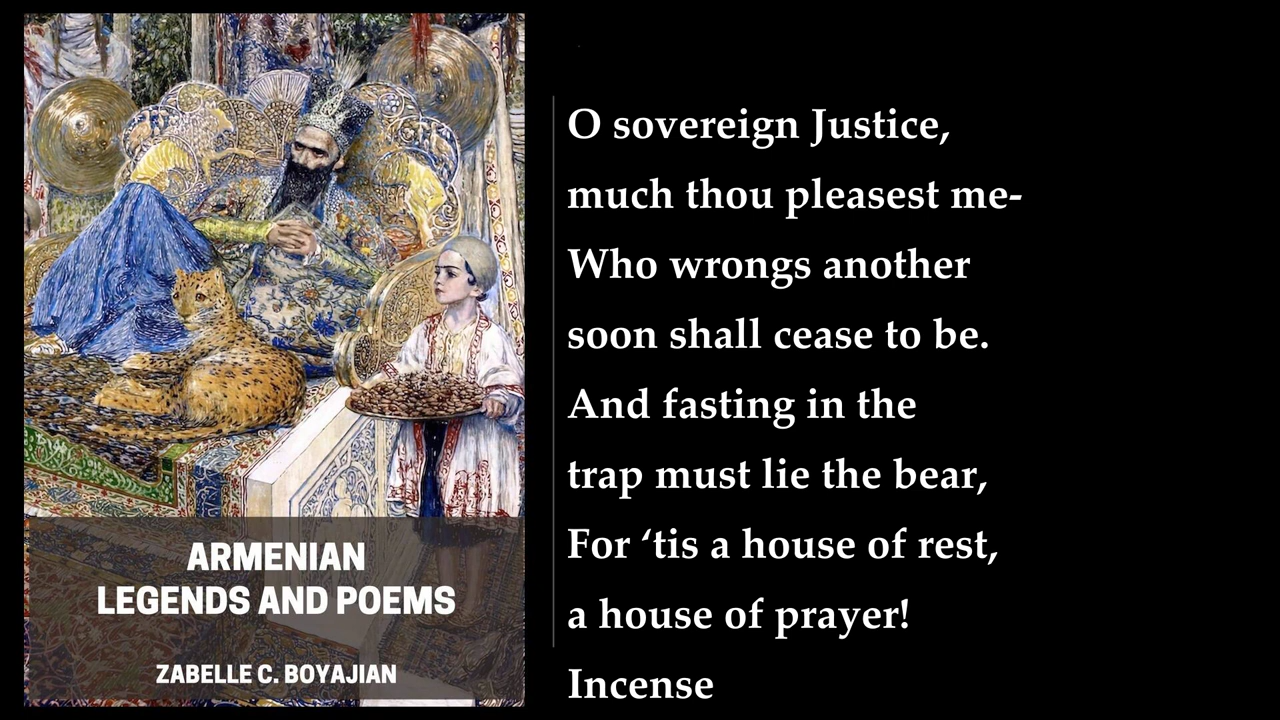 ARMENIAN
LEGENDS AND POEMS
ZABELLE C. BOYAJIAN
O sovereign Justice,
much thou pleasest me-
Who wrongs another
soon shall cease to be.
And fasting in the
trap must lie the bear,
For ‘tis a house of rest,
a house of prayer!
Incense